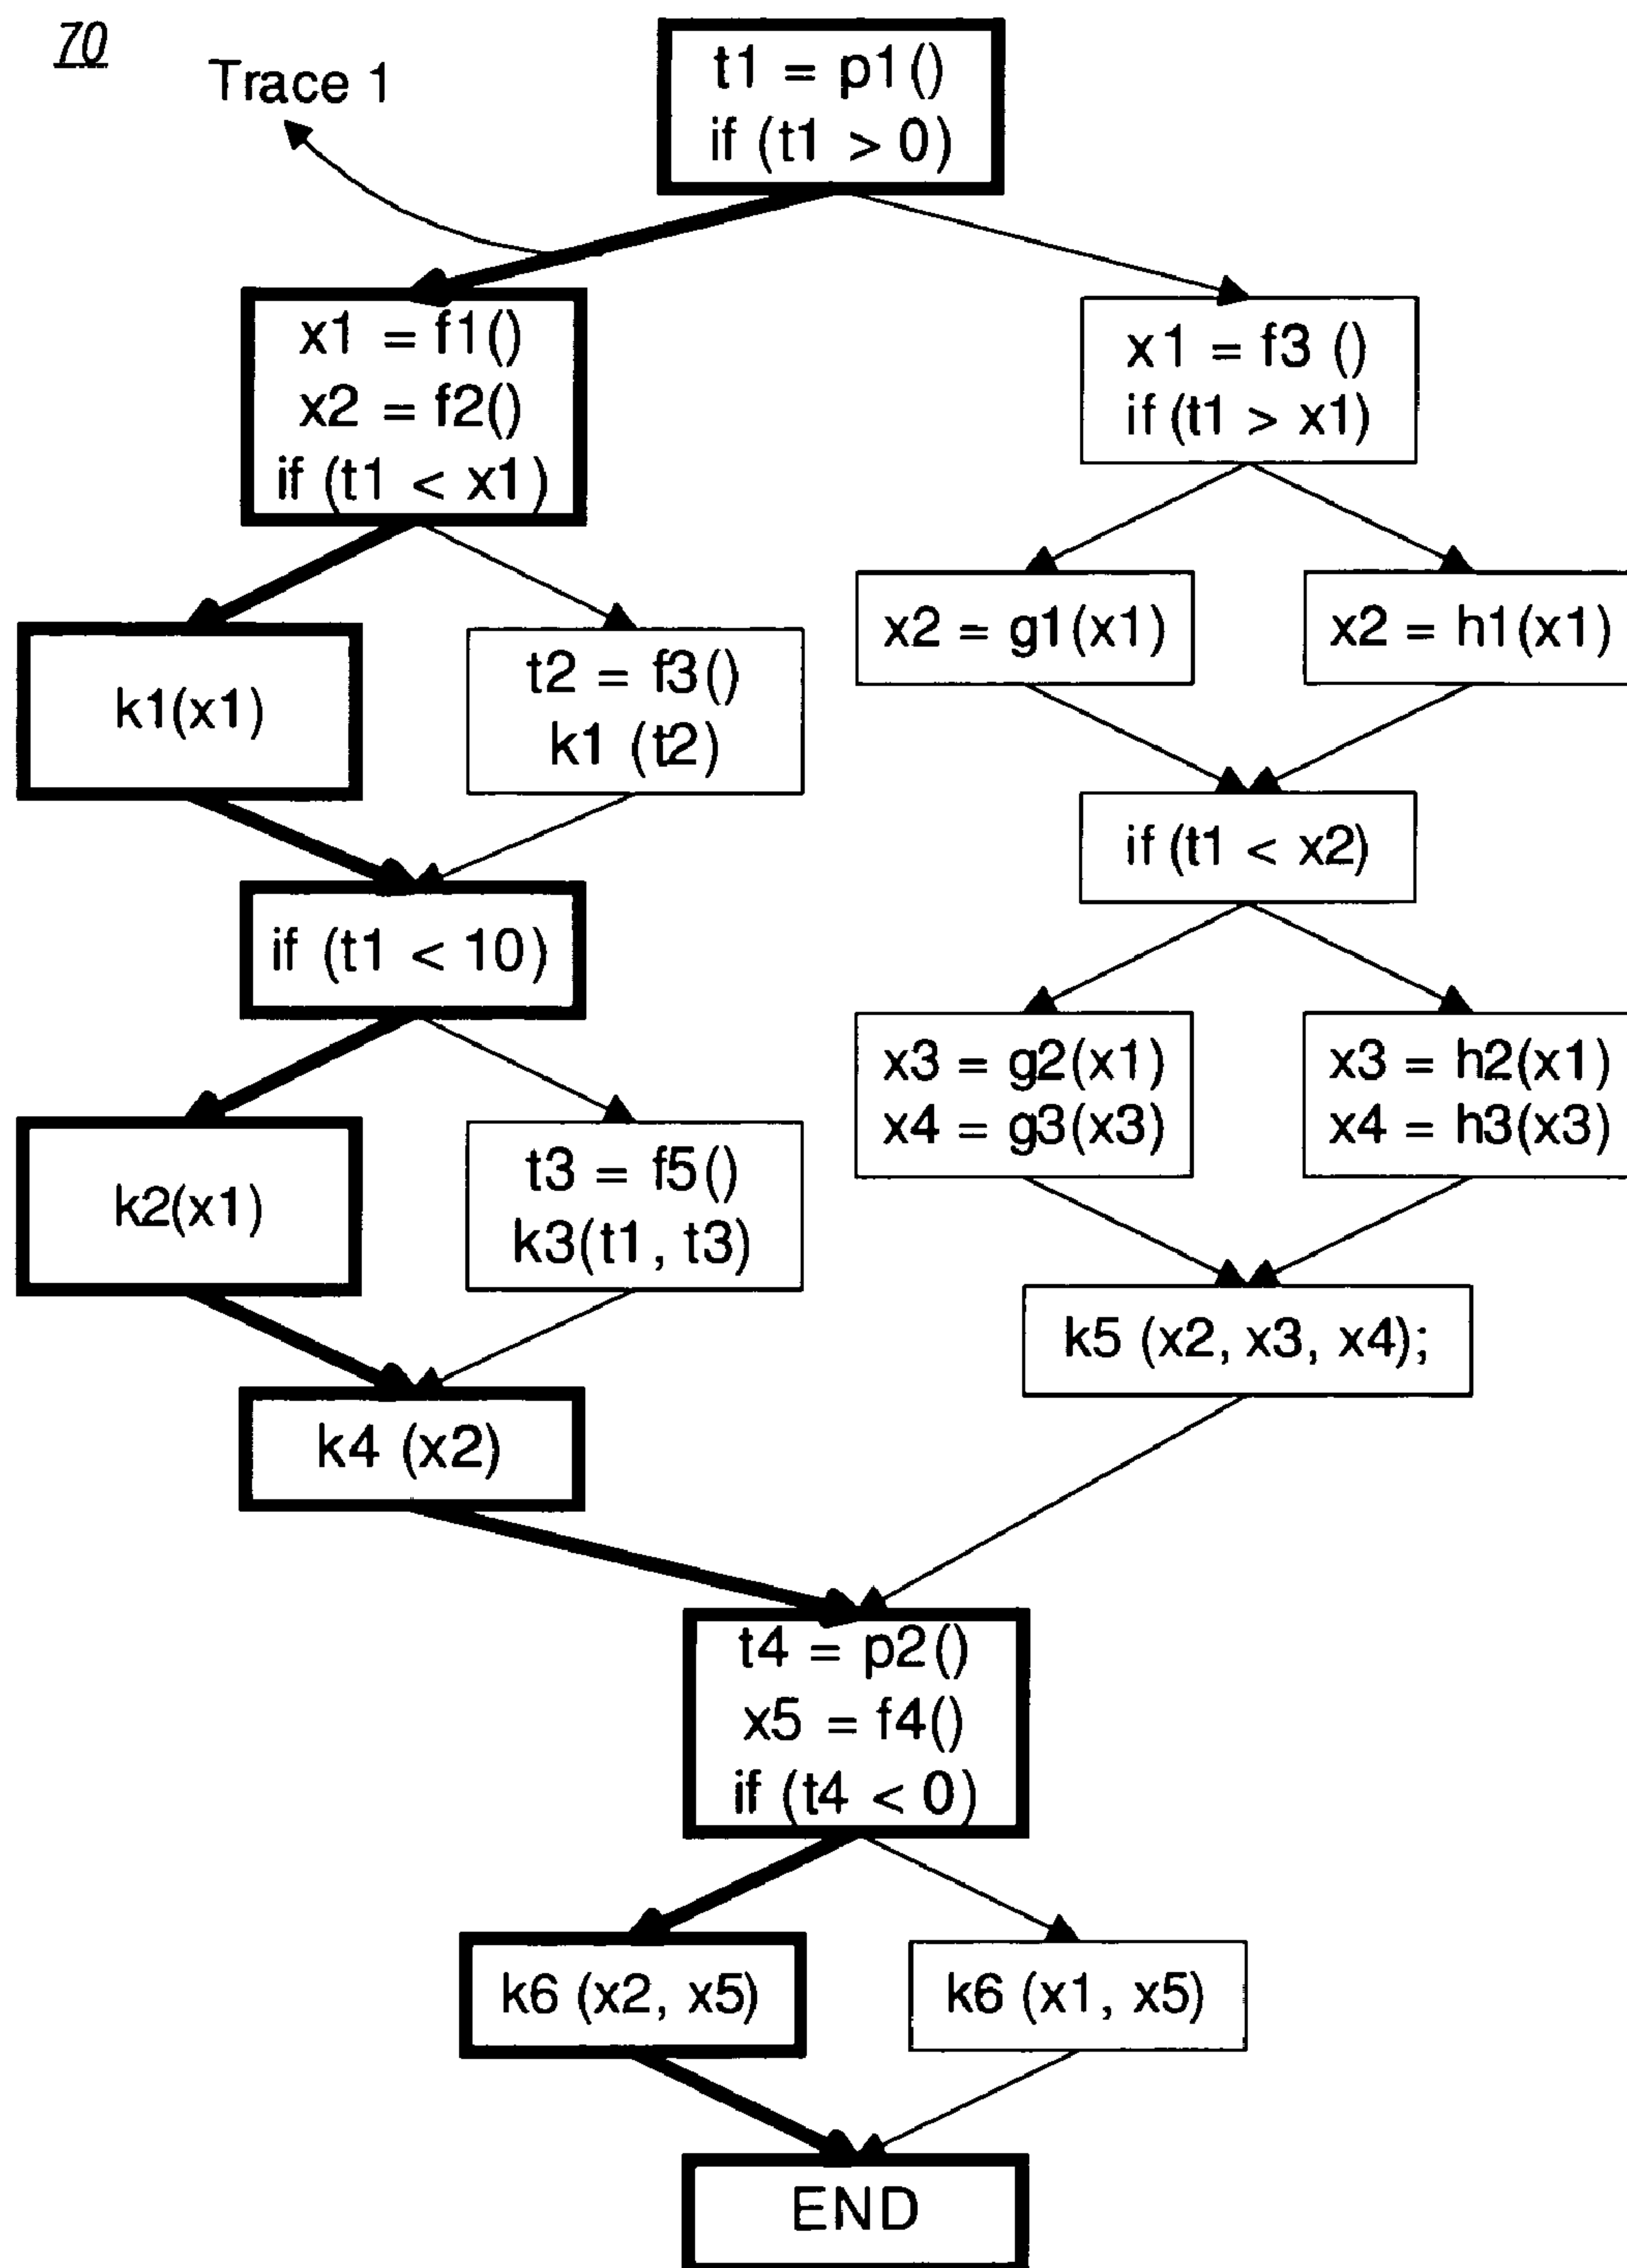 70
Trace 1
t1 = p1()
if (t1 > 0)
x1 = f1()
x2 = f2()
if (t1 < x1)
x1 = f3 ()
if (t1 > x1)
k1(x1)
t2 = f3()
k1 (t2)
x2 = g1(x1)
x2 = h1(x1)
if (t1 < x2)
if (t1 < 10)
k2(x1)
t3 = f5()
k3(t1, t3)
x3 = g2(x1)
x4 = g3(x3)
x3 = h2(x1)
x4 = h3(x3)
k5 (x2, x3, x4);
k4 (x2)
t4 = p2()
x5 = f4()
if (t4 < 0)
k6 (x2, x5)
k6 (x1, x5)
END